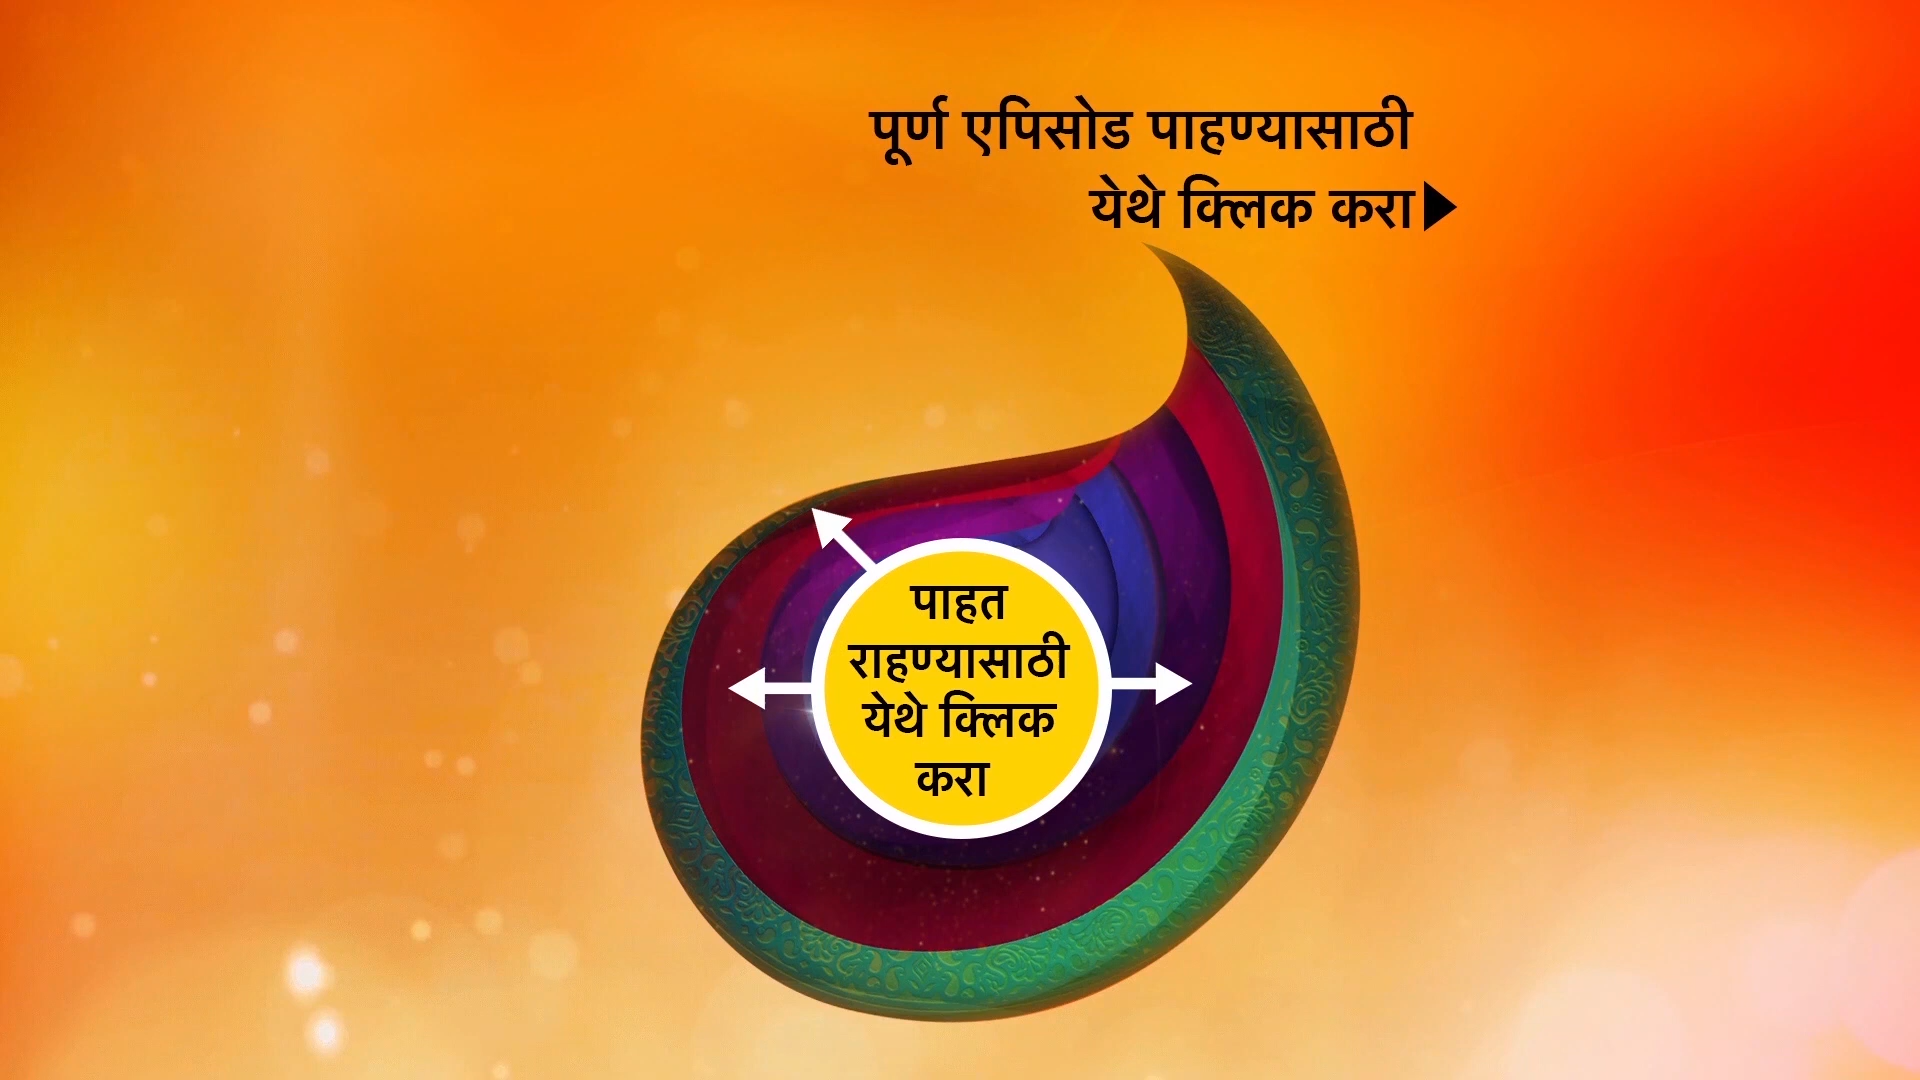 पूर्ण एपिसोड पाहण्यासाठी
येथे क्लिक करा
पाहत
राहण्यासाठी
येथे क्लिक
करा